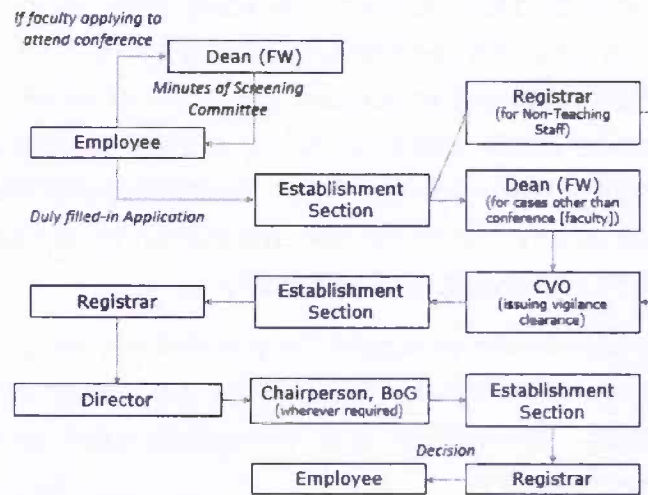 If faculty applying to
attend conference
Dean (FW)
Minutes of Screening
Committee
Employee
Registrar
(for Non-Teaching
Staff)
Duly filled-in Application
Establishment
Section
Dean (FW)
(for cases other than
conference [faculty])
Registrar
Establishment
Section
CVO
(issuing vigilance
clearance)
Director
Chairperson, BoG
(wherever required)
Establishment
Section
Decision
Employee
Registrar